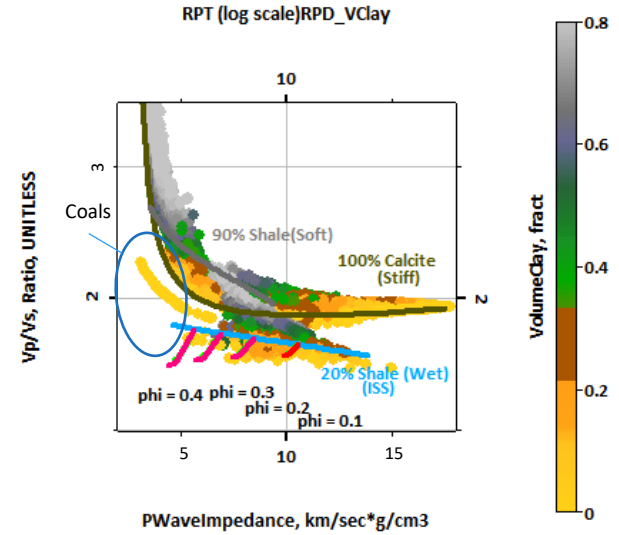 RPT (log scale)RPD_VClay
10
0.8
3
0.6
Coals
90% Shale(Soft)
100% Calcite
(Stiff)
Vp/Vs, Ratio, UNITLESS
VolumeClay, fract
0.4
2
2
20% Shale (Wet)
(ISS)
phi = 0.4
phi = 0.3
phi = 0.2
phi = 0.1
0.2
5
10
15
0
PWaveImpedance, km/sec*g/cm3